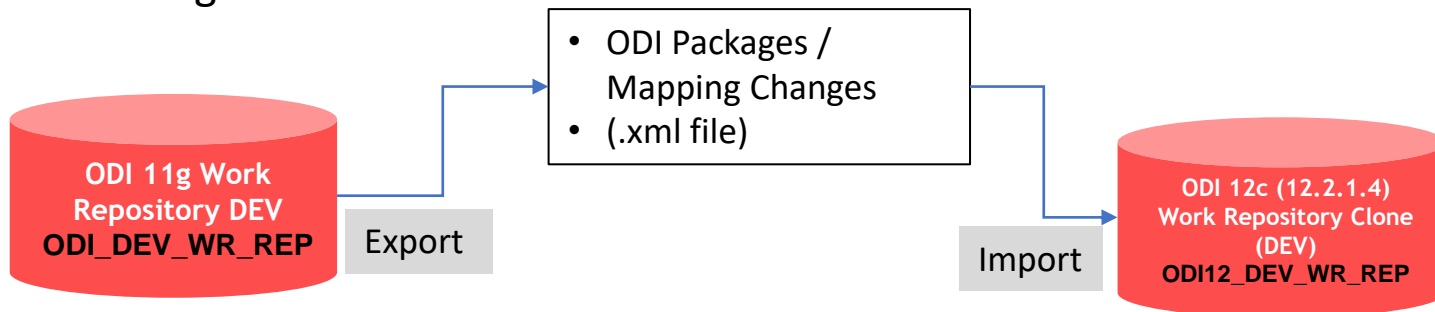 • ODI Packages /
Mapping Changes
• (.xml file)
ODI 11g Work
Repository DEV
ODI_DEV_WR_REP
Export
Import
ODI 12c (12.2.1.4)
Work Repository Clone
(DEV)
ODI12_DEV_WR_REP